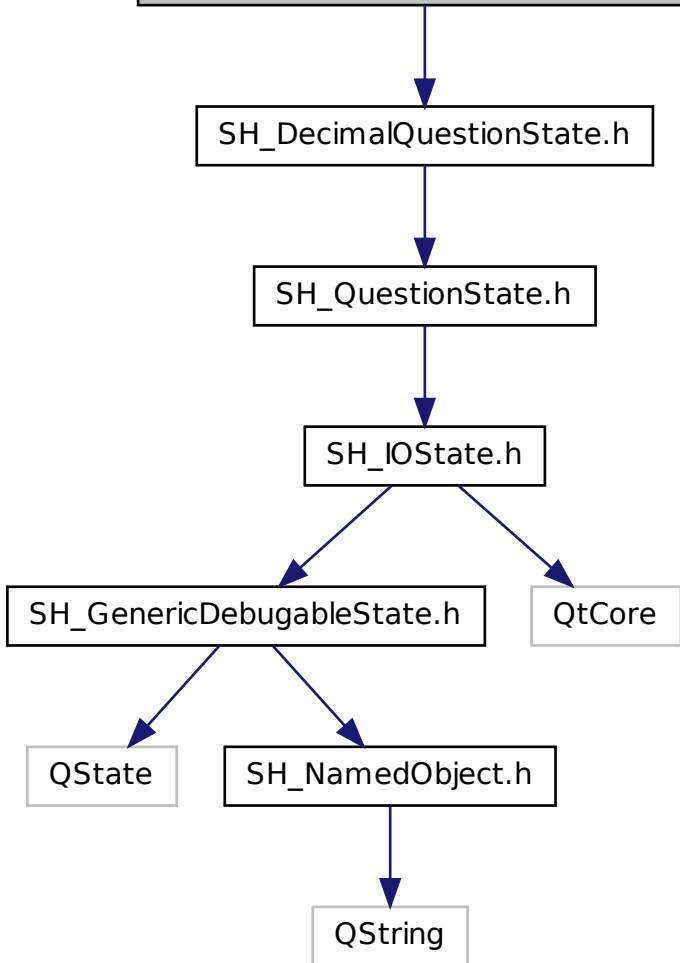 SH_DecimalQuestionState.h
SH_QuestionState.h
SH_IOState.h
SH_GenericDebugableState.h
QtCore
QState
SH_NamedObject.h
QString